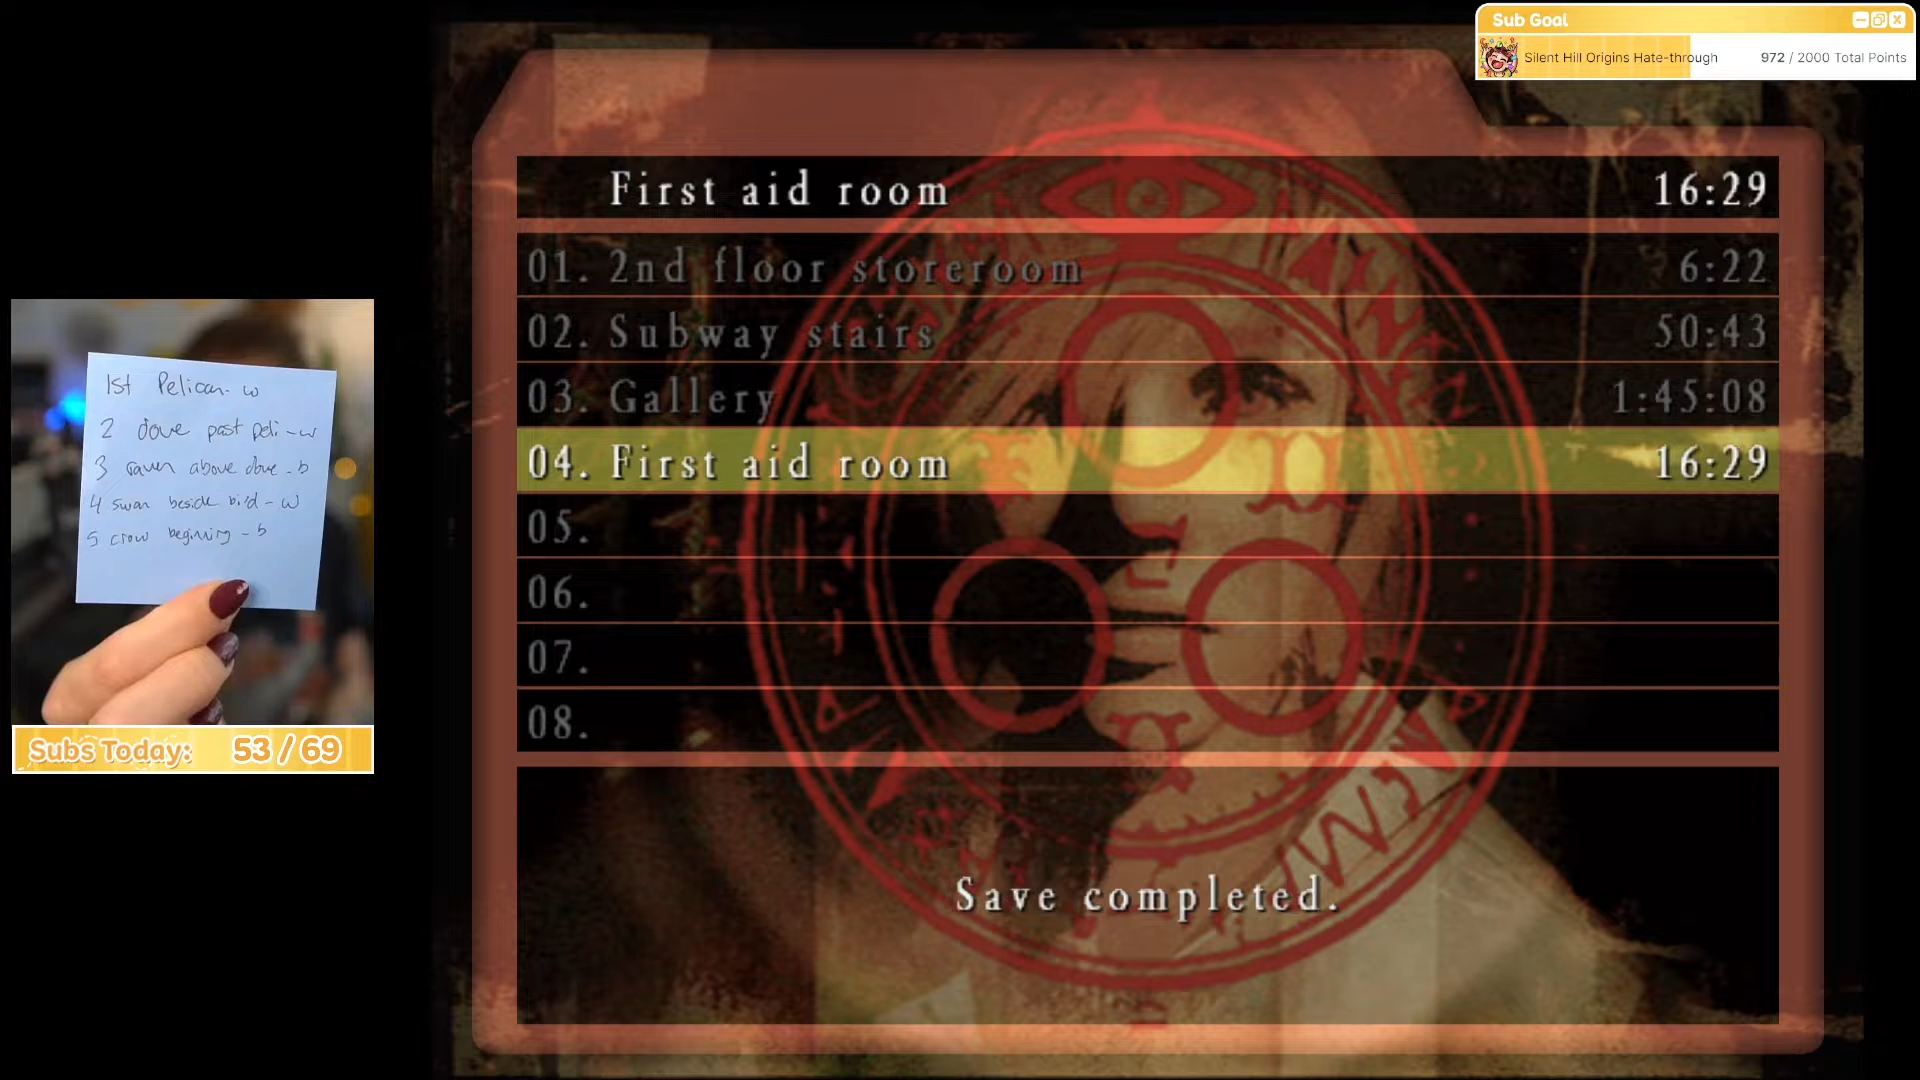 Sub Goal
Silent Hill Origins Hate-through 972 / 2000 Total Points
First aid room 16:29
01. 2nd floor storeroom 6:22
02. Subway stairs 50:43
03. Gallery 1:45:08
04. First aid room 16:29
05.
06.
07.
08.
Save completed.
1st Pelican - w
2 dove past peli - w
3 raven above dove - b
4 swan beside bird - w
5 crow beginning - b
Subs Today: 53 / 69